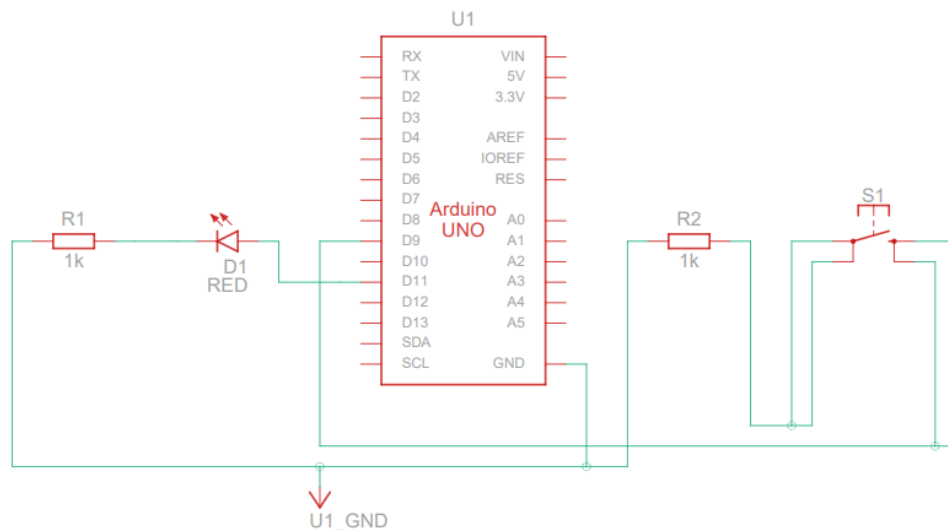 U1
RX VIN
TX 5V
D2 3.3V
D3
D4 AREF
D5 IOREF
D6 RES
D7
Arduino
UNO
D8 A0
D9 A1
D10 A2
D11 A3
D12 A4
D13 A5
SDA
SCL GND
R1
1k
D1
RED
R2
1k
S1
U1_GND